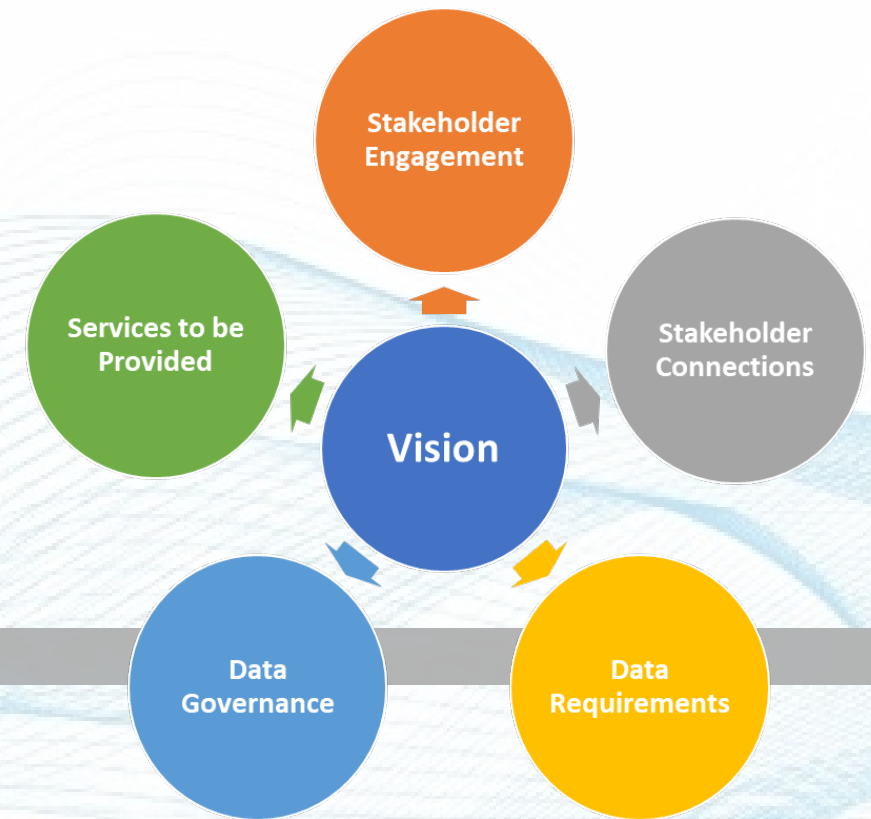 Stakeholder
Engagement
Services to be
Provided
Stakeholder
Connections
Vision
Data
Governance
Data
Requirements